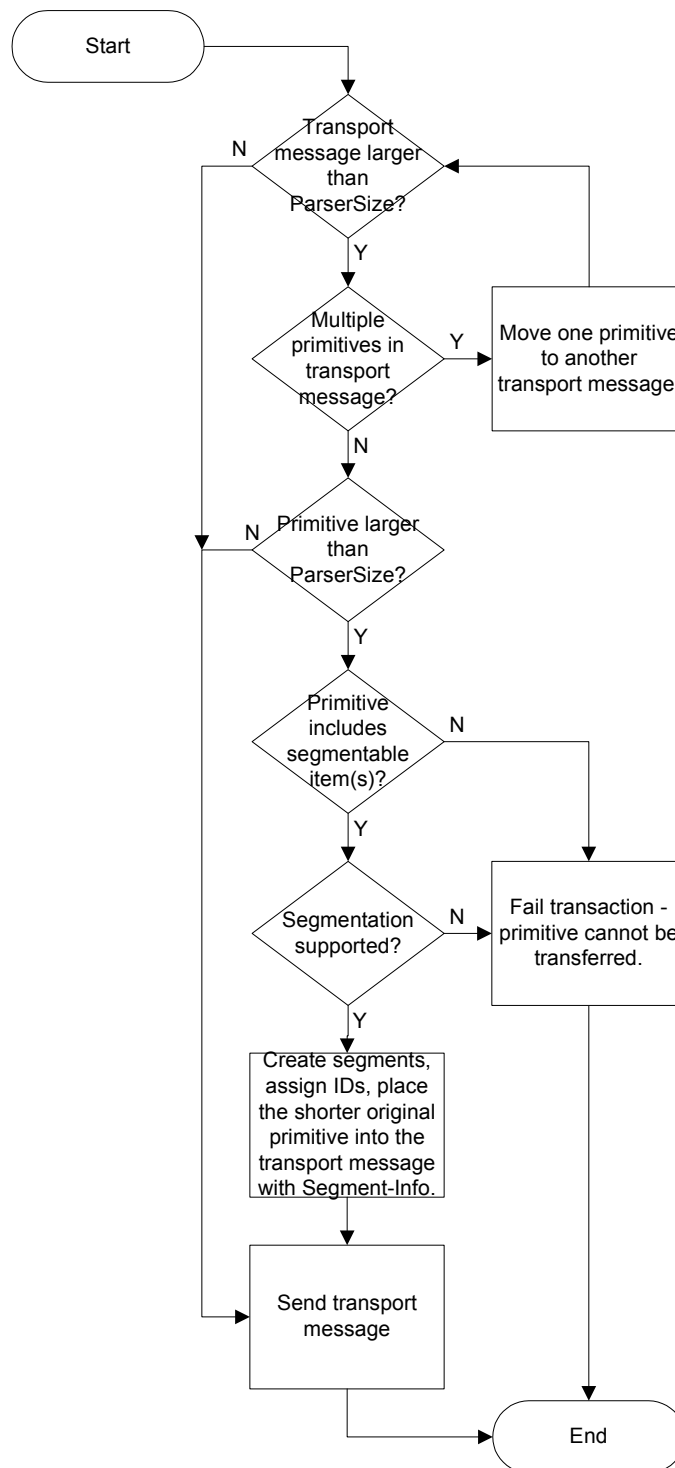 Start
Transport
message larger
than
ParserSize?
N
Y
Multiple
primitives in
transport
message?
Y
Move one primitive
to another
transport message
N
Primitive larger
than
ParserSize?
N
Y
Primitive
includes
segmentable
item(s)?
N
Y
Segmentation
supported?
N
Fail transaction -
primitive cannot be
transferred.
Y
Create segments,
assign IDs, place
the shorter original
primitive into the
transport message
with Segment-Info.
Send transport
message
End